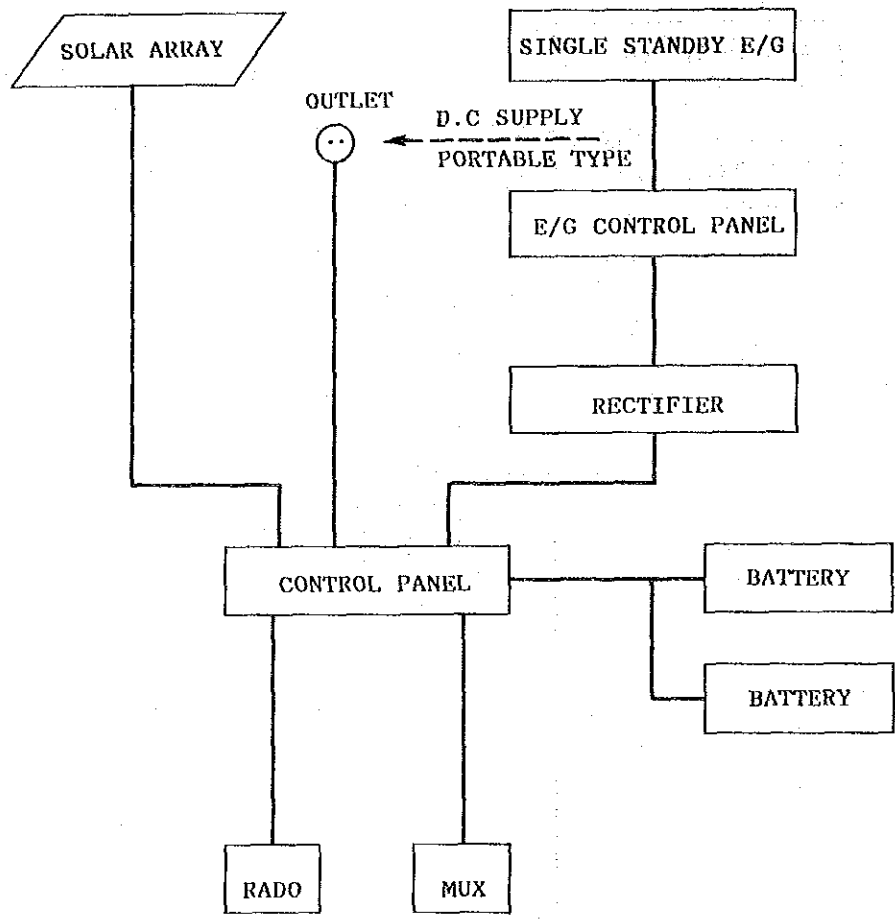 SOLAR ARRAY
SINGLE STANDBY E/G
OUTLET
D.C SUPPLY
PORTABLE TYPE
E/G CONTROL PANEL
RECTIFIER
CONTROL PANEL
BATTERY
BATTERY
RADO
MUX